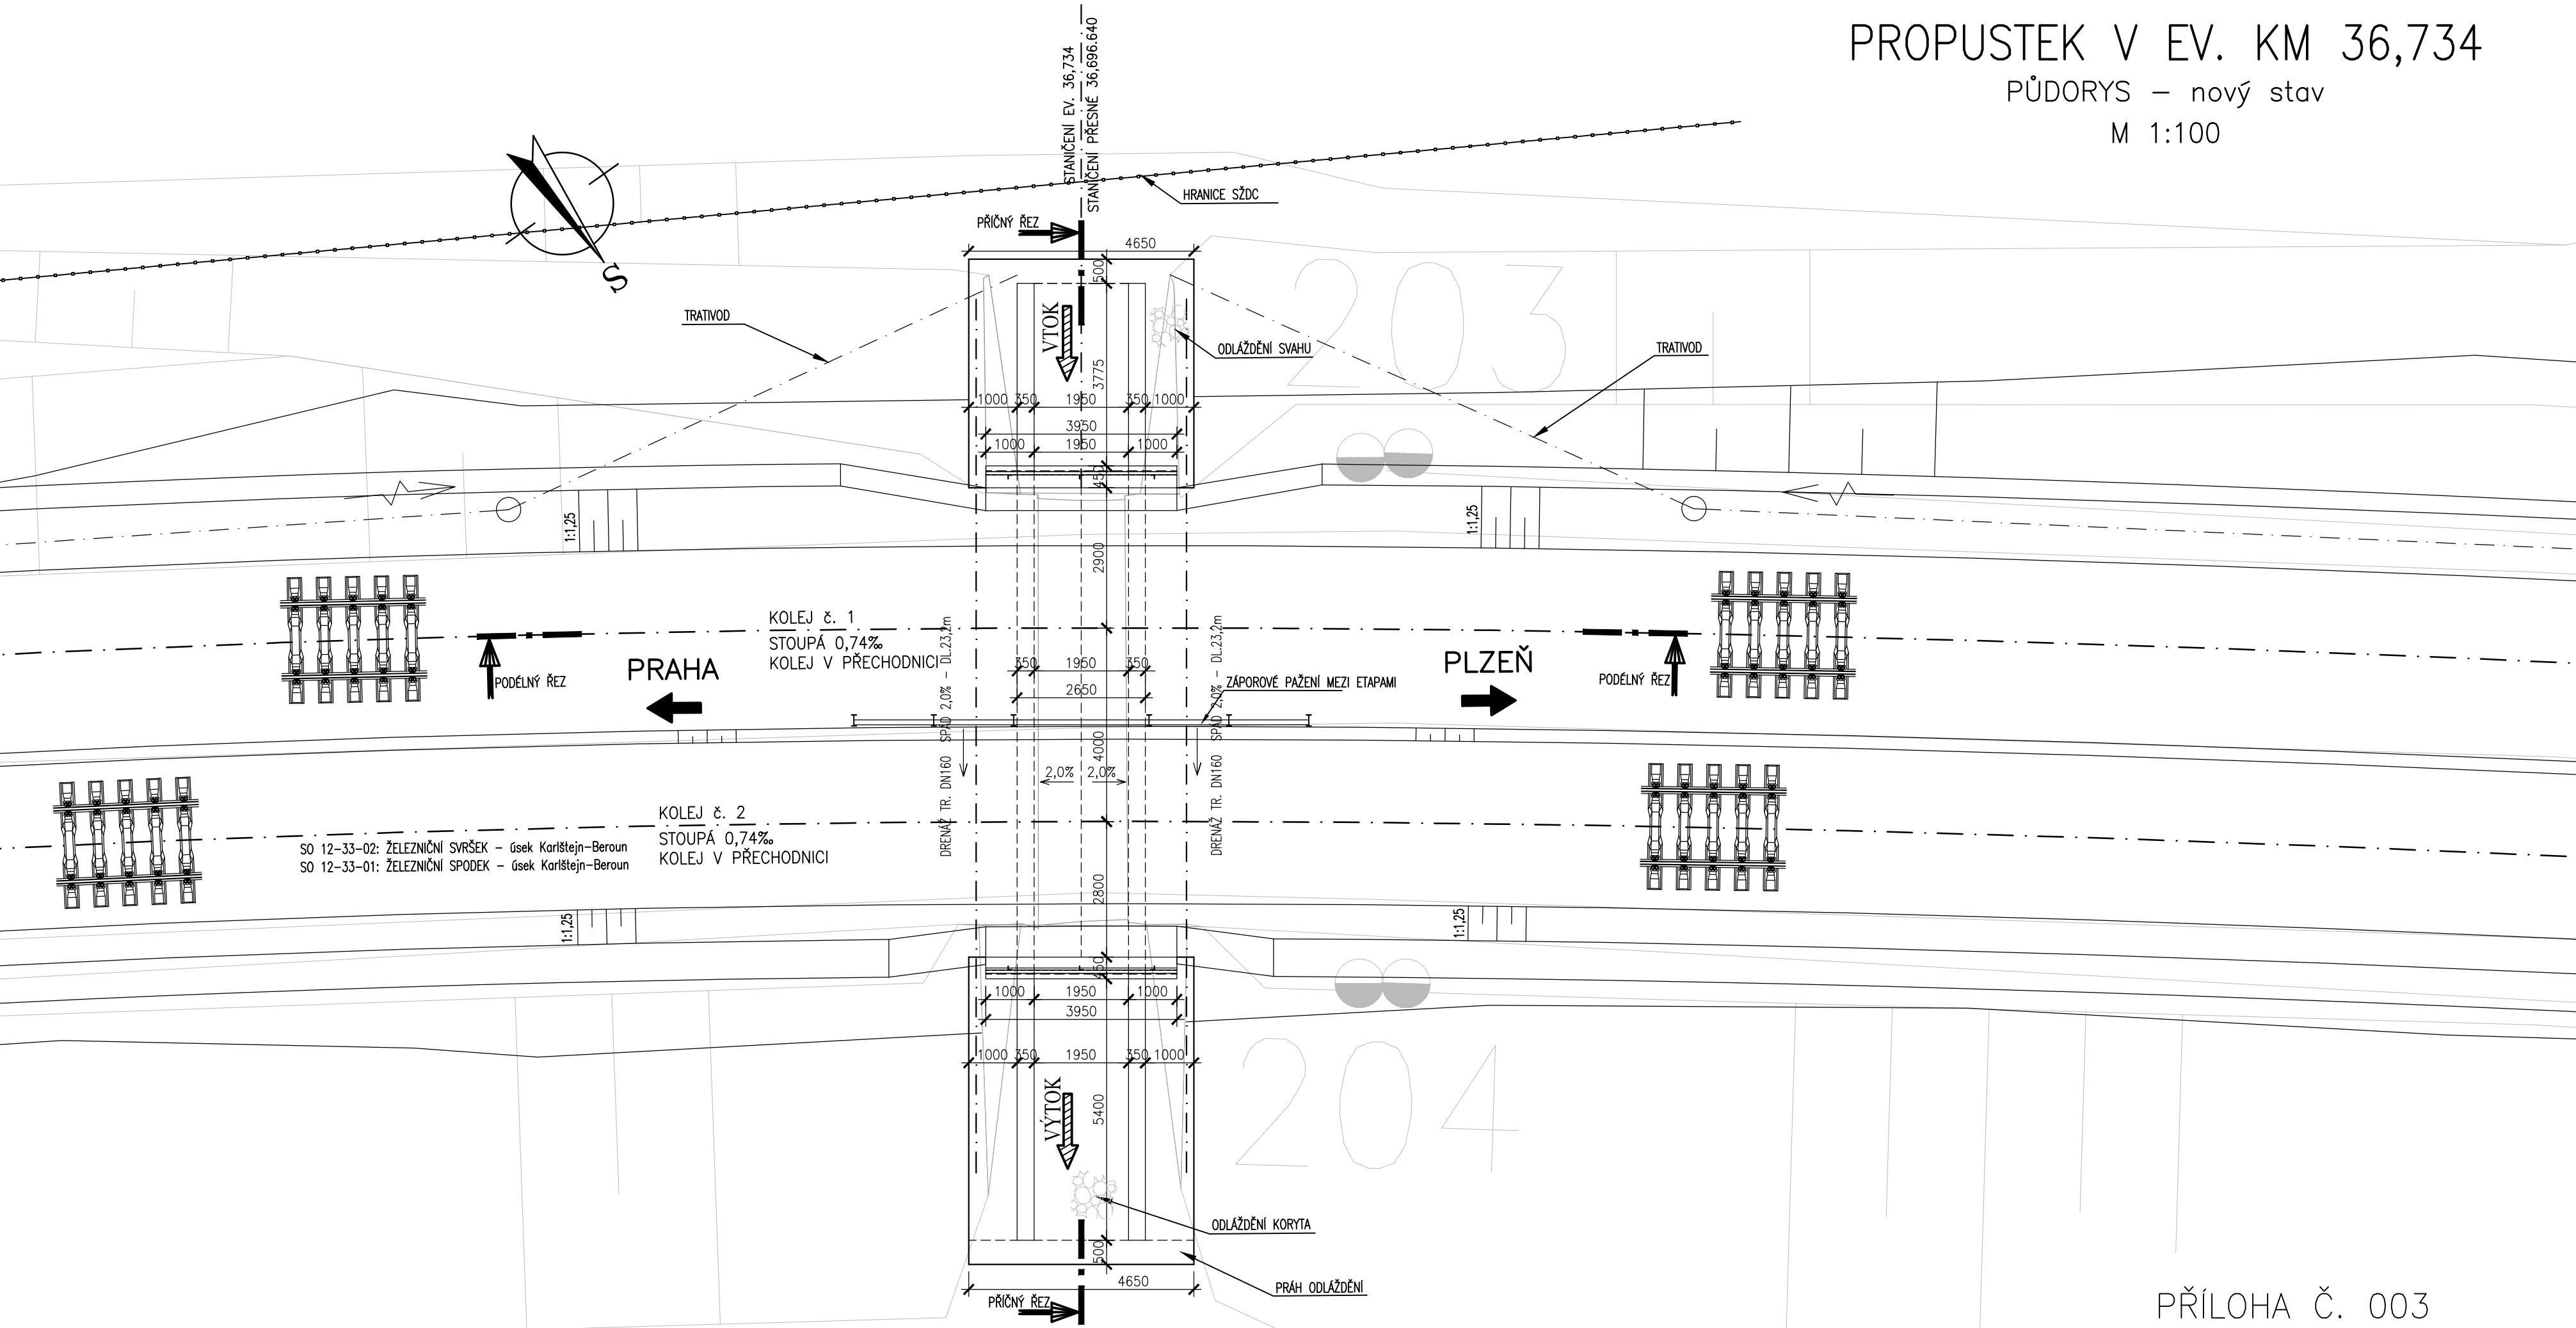 PROPUSTEK V EV. KM 36,734
PŮDORYS – nový stav
M 1:100
STANIČENÍ EV. 36,734
STANIČENÍ PŘESNÉ 36,696.640
HRANICE SŽDC
PŘÍČNÝ ŘEZ
4650
500
S
TRATIVOD
VTOK
ODLÁŽDĚNÍ SVAHU
203
TRATIVOD
3775
1000 350 1950 350 1000
3950
1000 1950 1000
450
1:1,25
1:1,25
2900
KOLEJ č. 1
STOUPÁ 0,74‰
KOLEJ V PŘECHODNICI
PRAHA
PODÉLNÝ ŘEZ
350 1950 350
2650
PLZEŇ
PODÉLNÝ ŘEZ
ZÁPOROVÉ PAŽENÍ MEZI ETAPAMI
DRENÁŽ TR. DN160 SPÁD 2,0% – DL.23,2m
DRENÁŽ TR. DN160 SPÁD 2,0% – DL.23,2m
4000
2,0% 2,0%
KOLEJ č. 2
STOUPÁ 0,74‰
KOLEJ V PŘECHODNICI
SO 12–33–02: ŽELEZNIČNÍ SVRŠEK – úsek Karlštejn–Beroun
SO 12–33–01: ŽELEZNIČNÍ SPODEK – úsek Karlštejn–Beroun
2800
1:1,25
1:1,25
450
1000 1950 1000
3950
1000 350 1950 350 1000
204
VÝTOK
5400
ODLÁŽDĚNÍ KORYTA
500
4650
PRÁH ODLÁŽDĚNÍ
PŘÍČNÝ ŘEZ
PŘÍLOHA Č. 003